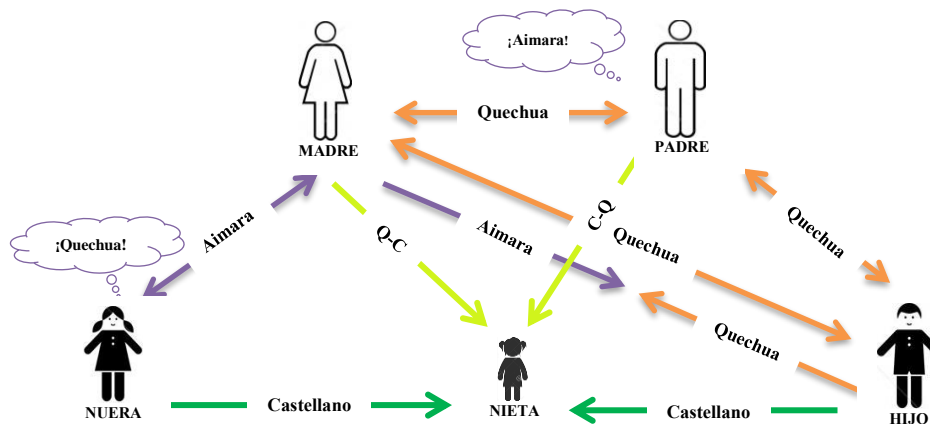 ¡Aimara!
Quechua
MADRE
PADRE
Aimara
¡Quechua!
Q-C
Aimara
C-Q
Quechua
Quechua
Quechua
NUERA
Castellano
NIETA
Castellano
HIJO